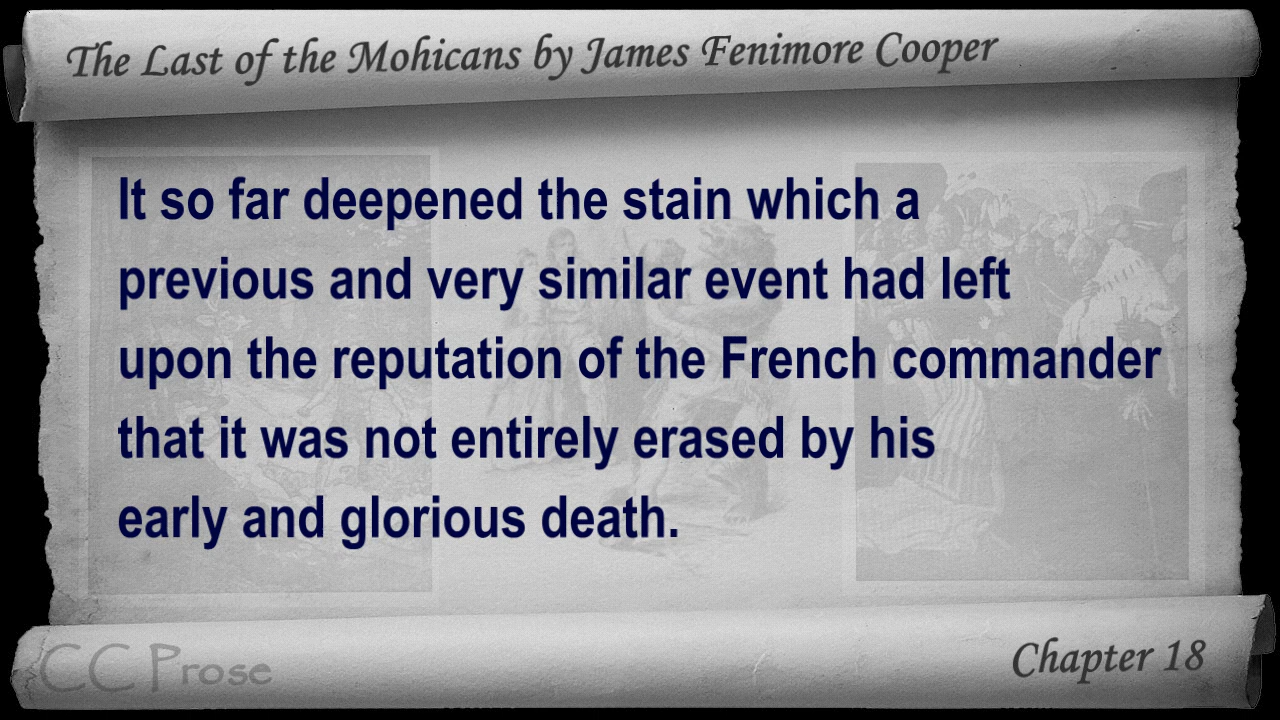 The Last of the Mohicans by James Fenimore Cooper
It so far deepened the stain which a
previous and very similar event had left
upon the reputation of the French commander
that it was not entirely erased by his
early and glorious death.
CC Prose
Chapter 18